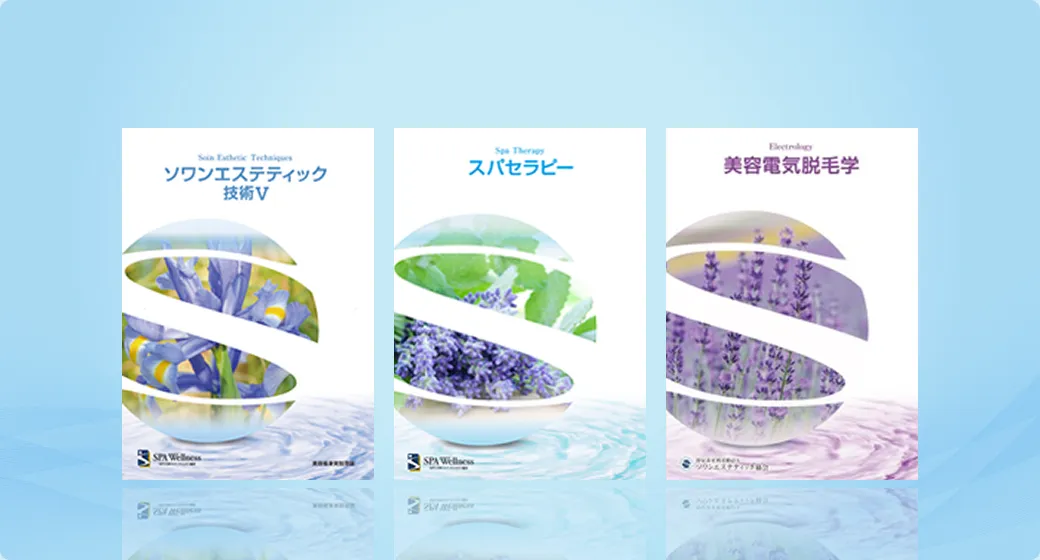 Soin Esthetic Techniques
ソワンエステティック
技術Ⅴ
SPA Wellness
Spa Therapy
スパセラピー
SPA Wellness
Electrology
美容電気脱毛学
ソワンエステティック協会